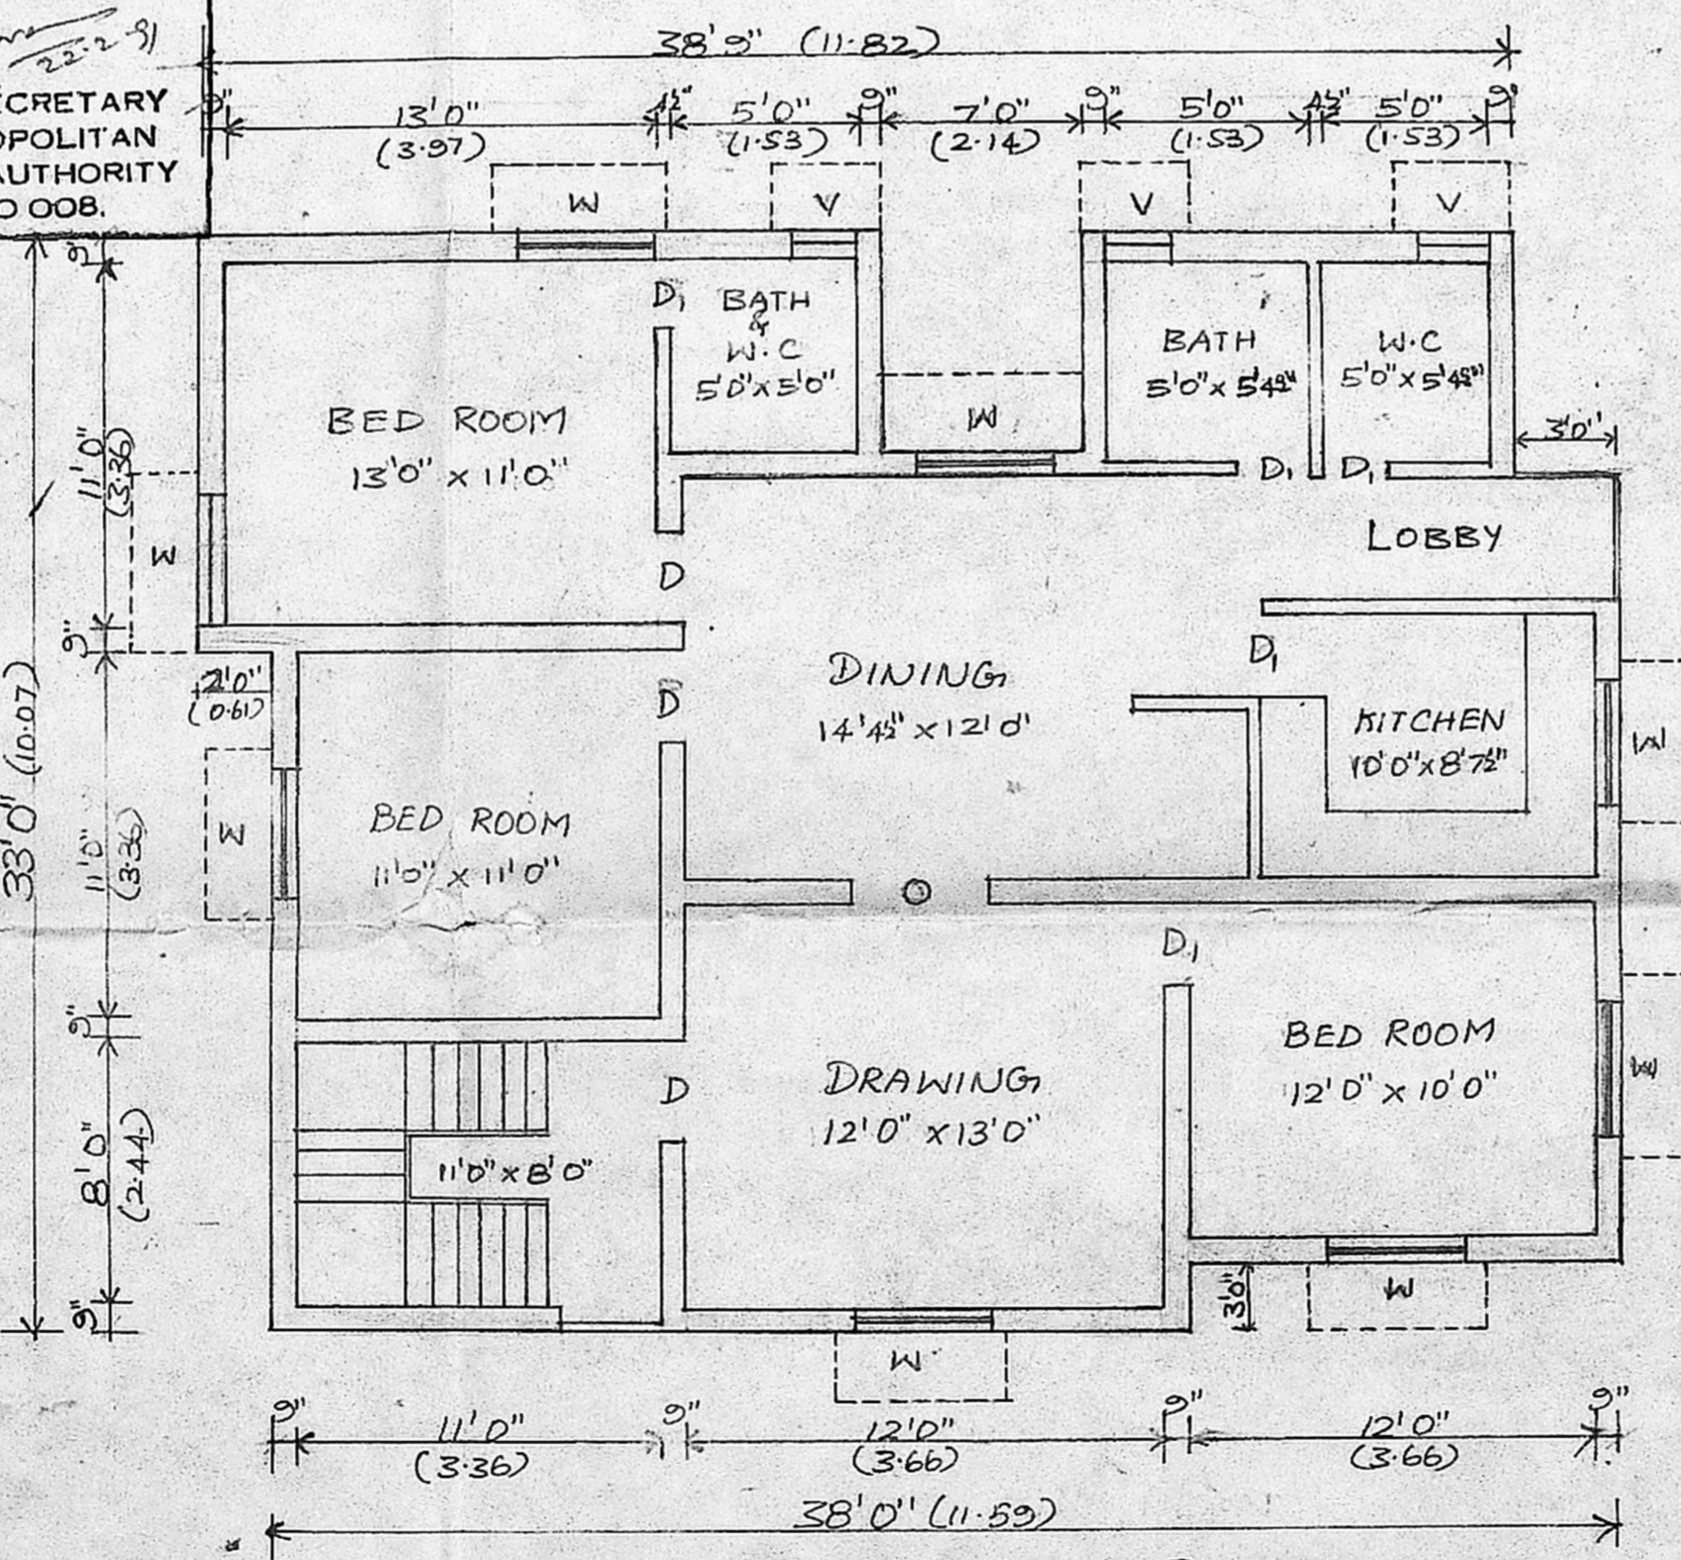 22.2.91
38'9" (11.82)
ECRETARY
OPOLITAN
AUTHORITY
O 008.
9" 13'0" 4½" 5'0" 9" 7'0" 9" 5'0" 4½" 5'0" 9"
(3.97) (1.53) (2.14) (1.53) (1.53)
W V V V
9"
D1 BATH
&
W.C
5'0" x 5'0"
BATH
5'0" x 5'4½"
W.C
5'0" x 5'4½"
W
BED ROOM
13'0" x 11'0"
3'0"
11'0"
(3.36)
D1 D1
W
LOBBY
D
9"
D1
2'0"
(0.61)
D
DINING
14'4½" x 12'0"
KITCHEN
10'0" x 8'7½"
W
33'0" (10.07)
W
BED ROOM
11'0" x 11'0"
11'0"
(3.36)
D1
9"
BED ROOM
12'0" x 10'0"
W
D
DRAWING
12'0" x 13'0"
8'0"
(2.44)
11'0" x 8'0"
9"
3'0"
W
W
9" 11'0" 9" 12'0" 9" 12'0" 9"
(3.36) (3.66) (3.66)
38'0" (11.59)